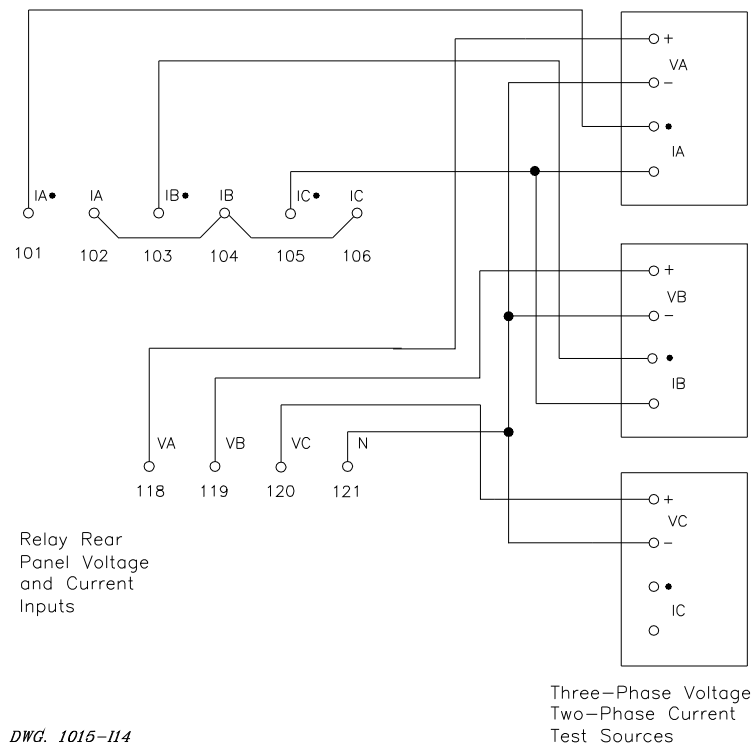 +
VA
−
•
IA
IA• IA IB• IB IC• IC
101 102 103 104 105 106
+
VB
−
•
IB
VA VB VC N
118 119 120 121
+
VC
−
•
IC
Relay Rear
Panel Voltage
and Current
Inputs
Three−Phase Voltage
Two−Phase Current
Test Sources
DWG. 1015−I14